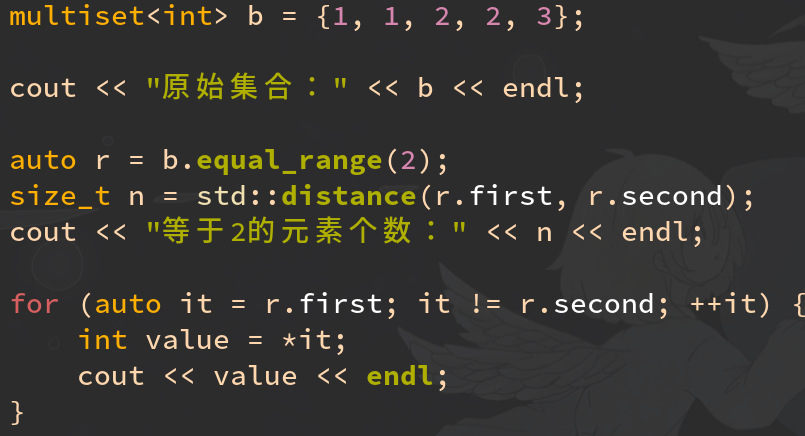 multiset<int> b = {1, 1, 2, 2, 3};
cout << "原始集合：" << b << endl;
auto r = b.equal_range(2);
size_t n = std::distance(r.first, r.second);
cout << "等于2的元素个数：" << n << endl;
for (auto it = r.first; it != r.second; ++it) {
    int value = *it;
    cout << value << endl;
}